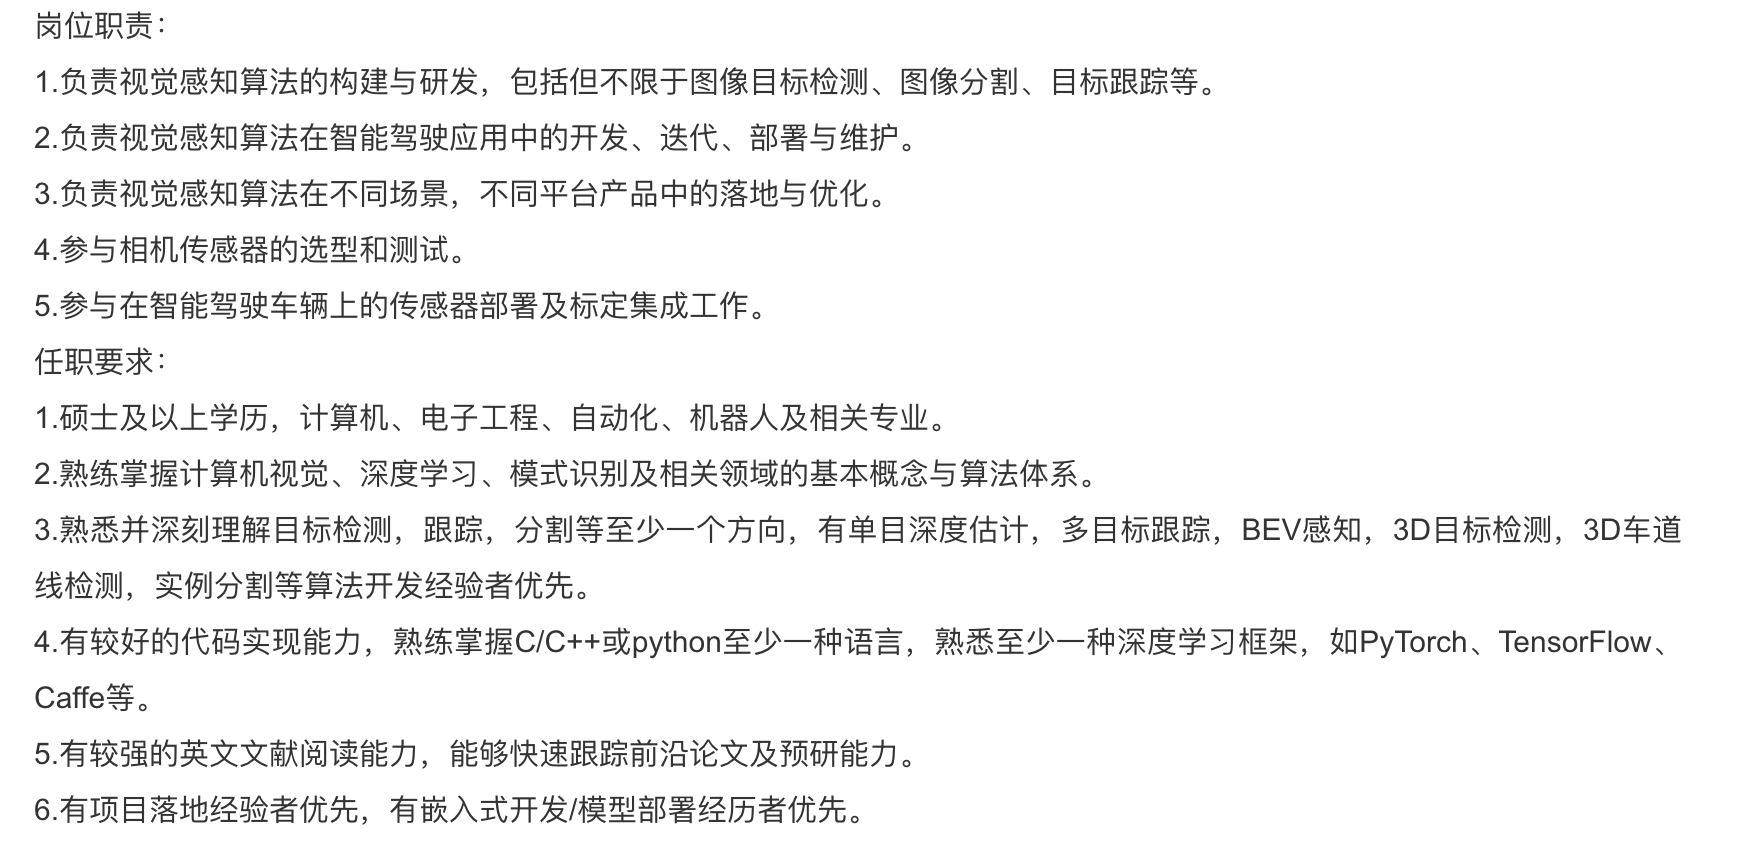 岗位职责：
1.负责视觉感知算法的构建与研发，包括但不限于图像目标检测、图像分割、目标跟踪等。
2.负责视觉感知算法在智能驾驶应用中的开发、迭代、部署与维护。
3.负责视觉感知算法在不同场景，不同平台产品中的落地与优化。
4.参与相机传感器的选型和测试。
5.参与在智能驾驶车辆上的传感器部署及标定集成工作。
任职要求：
1.硕士及以上学历，计算机、电子工程、自动化、机器人及相关专业。
2.熟练掌握计算机视觉、深度学习、模式识别及相关领域的基本概念与算法体系。
3.熟悉并深刻理解目标检测，跟踪，分割等至少一个方向，有单目深度估计，多目标跟踪，BEV感知，3D目标检测，3D车道
线检测，实例分割等算法开发经验者优先。
4.有较好的代码实现能力，熟练掌握C/C++或python至少一种语言，熟悉至少一种深度学习框架，如PyTorch、TensorFlow、
Caffe等。
5.有较强的英文文献阅读能力，能够快速跟踪前沿论文及预研能力。
6.有项目落地经验者优先，有嵌入式开发/模型部署经历者优先。